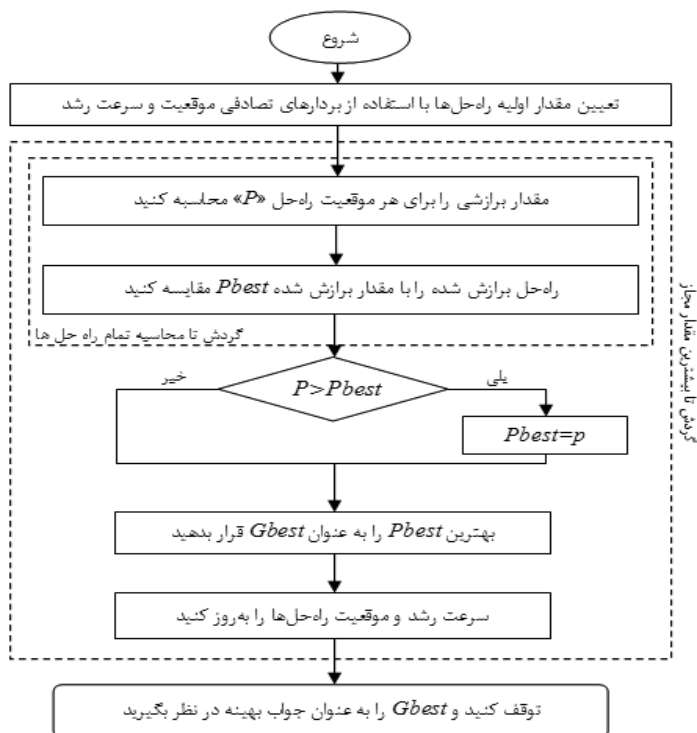 شروع
تعیین مقدار اولیه راه‌حل‌ها با استفاده از بردارهای تصادفی موقعیت و سرعت رشد
مقدار برازشی را برای هر موقعیت راه‌حل «P» محاسبه کنید
راه‌حل برازش شده را با مقدار برازش شده Pbest مقایسه کنید
گردش تا محاسیه تمام راه حل ها
P>Pbest
خیر
یلی
Pbest=p
بهترین Pbest را به عنوان Gbest قرار بدهید
سرعت رشد و موقعیت راه‌حل‌ها را به‌روز کنید
گردش تا بیشترین مقدار مجاز
توقف کنید و Gbest را به عنوان جواب بهینه در نظر بگیرید